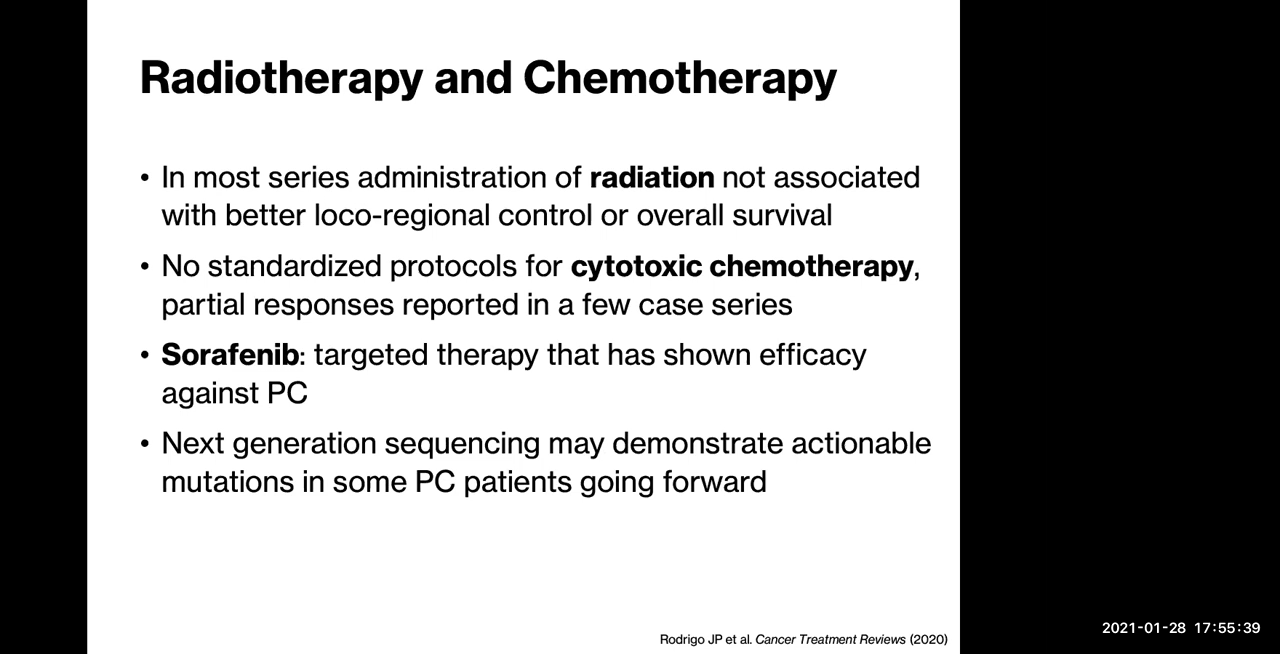 Radiotherapy and Chemotherapy
• In most series administration of radiation not associated
with better loco-regional control or overall survival
• No standardized protocols for cytotoxic chemotherapy,
partial responses reported in a few case series
• Sorafenib: targeted therapy that has shown efficacy
against PC
• Next generation sequencing may demonstrate actionable
mutations in some PC patients going forward
Rodrigo JP et al. Cancer Treatment Reviews (2020)
2021-01-28 17:55:39